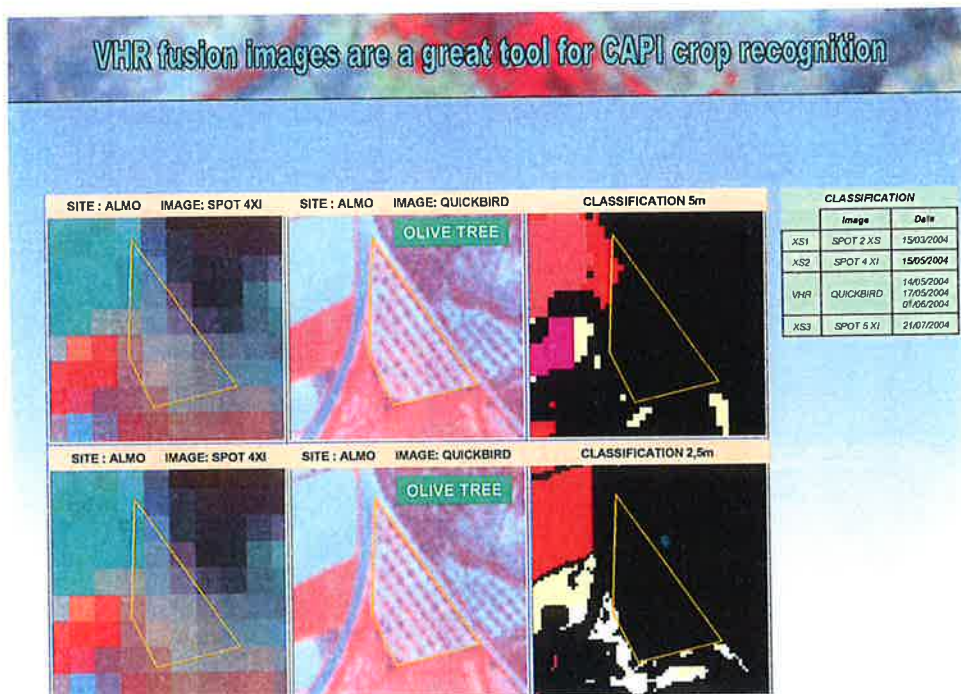 VHR fusion images are a great tool for CAPI crop recognition
SITE : ALMO IMAGE: SPOT 4XI SITE : ALMO IMAGE: QUICKBIRD CLASSIFICATION 5m
OLIVE TREE
CLASSIFICATION
Image Date
XS1 SPOT 2 XS 15/03/2004
XS2 SPOT 4 XI 15/05/2004
VHR QUICKBIRD 14/05/2004
17/05/2004
01/06/2004
XS3 SPOT 5 XI 21/07/2004
SITE : ALMO IMAGE: SPOT 4XI SITE : ALMO IMAGE: QUICKBIRD CLASSIFICATION 2,5m
OLIVE TREE